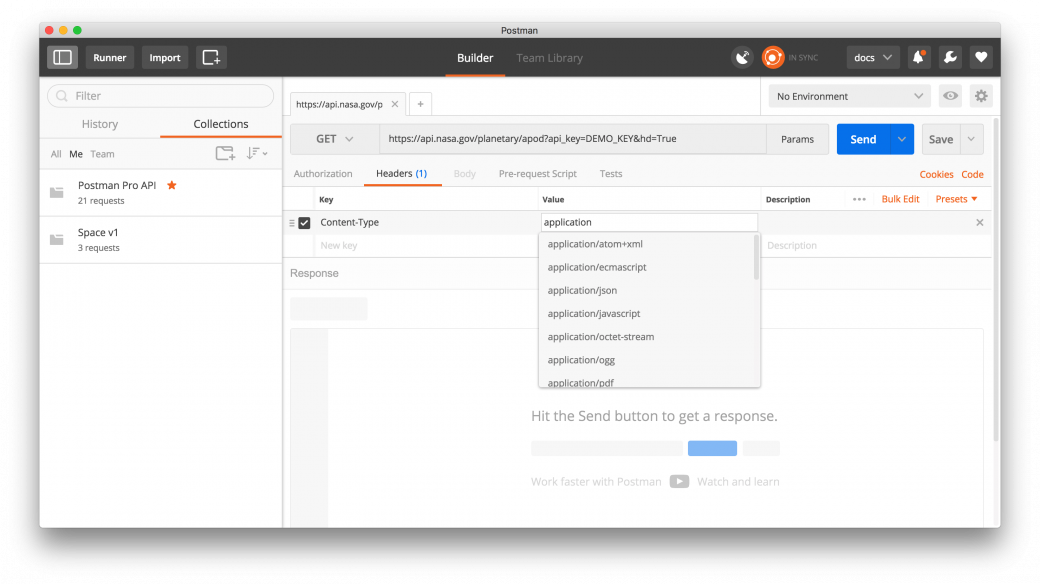 Postman
Runner
Import
Builder
Team Library
IN SYNC
docs
Filter
History
Collections
All Me Team
Postman Pro API
21 requests
Space v1
3 requests
https://api.nasa.gov/p
No Environment
GET
https://api.nasa.gov/planetary/apod?api_key=DEMO_KEY&hd=True
Params
Send
Save
Authorization
Headers (1)
Body
Pre-request Script
Tests
Cookies
Code
Key
Value
Description
Bulk Edit
Presets
Content-Type
application
New key
Description
application/atom+xml
application/ecmascript
application/json
application/javascript
application/octet-stream
application/ogg
application/pdf
Response
Hit the Send button to get a response.
Work faster with Postman
Watch and learn